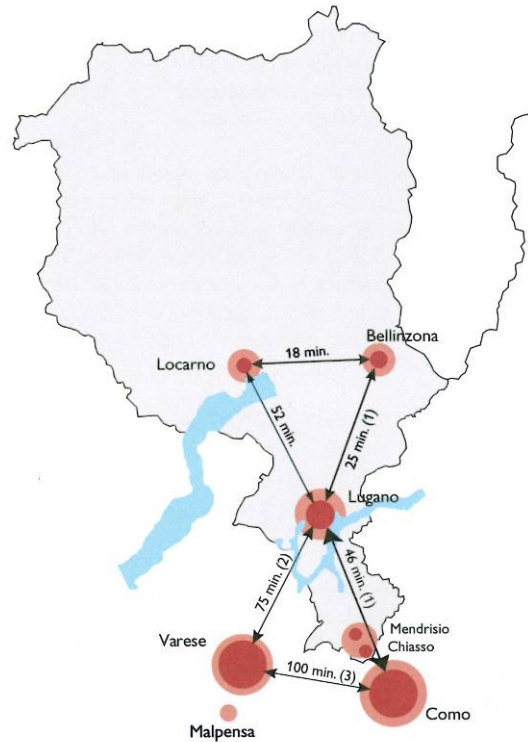 Bellinzona
Locarno
18 min.
52 min.
25 min. (1)
Lugano
75 min. (2)
46 min. (1)
Mendrisio
Chiasso
Varese
100 min. (3)
Como
Malpensa